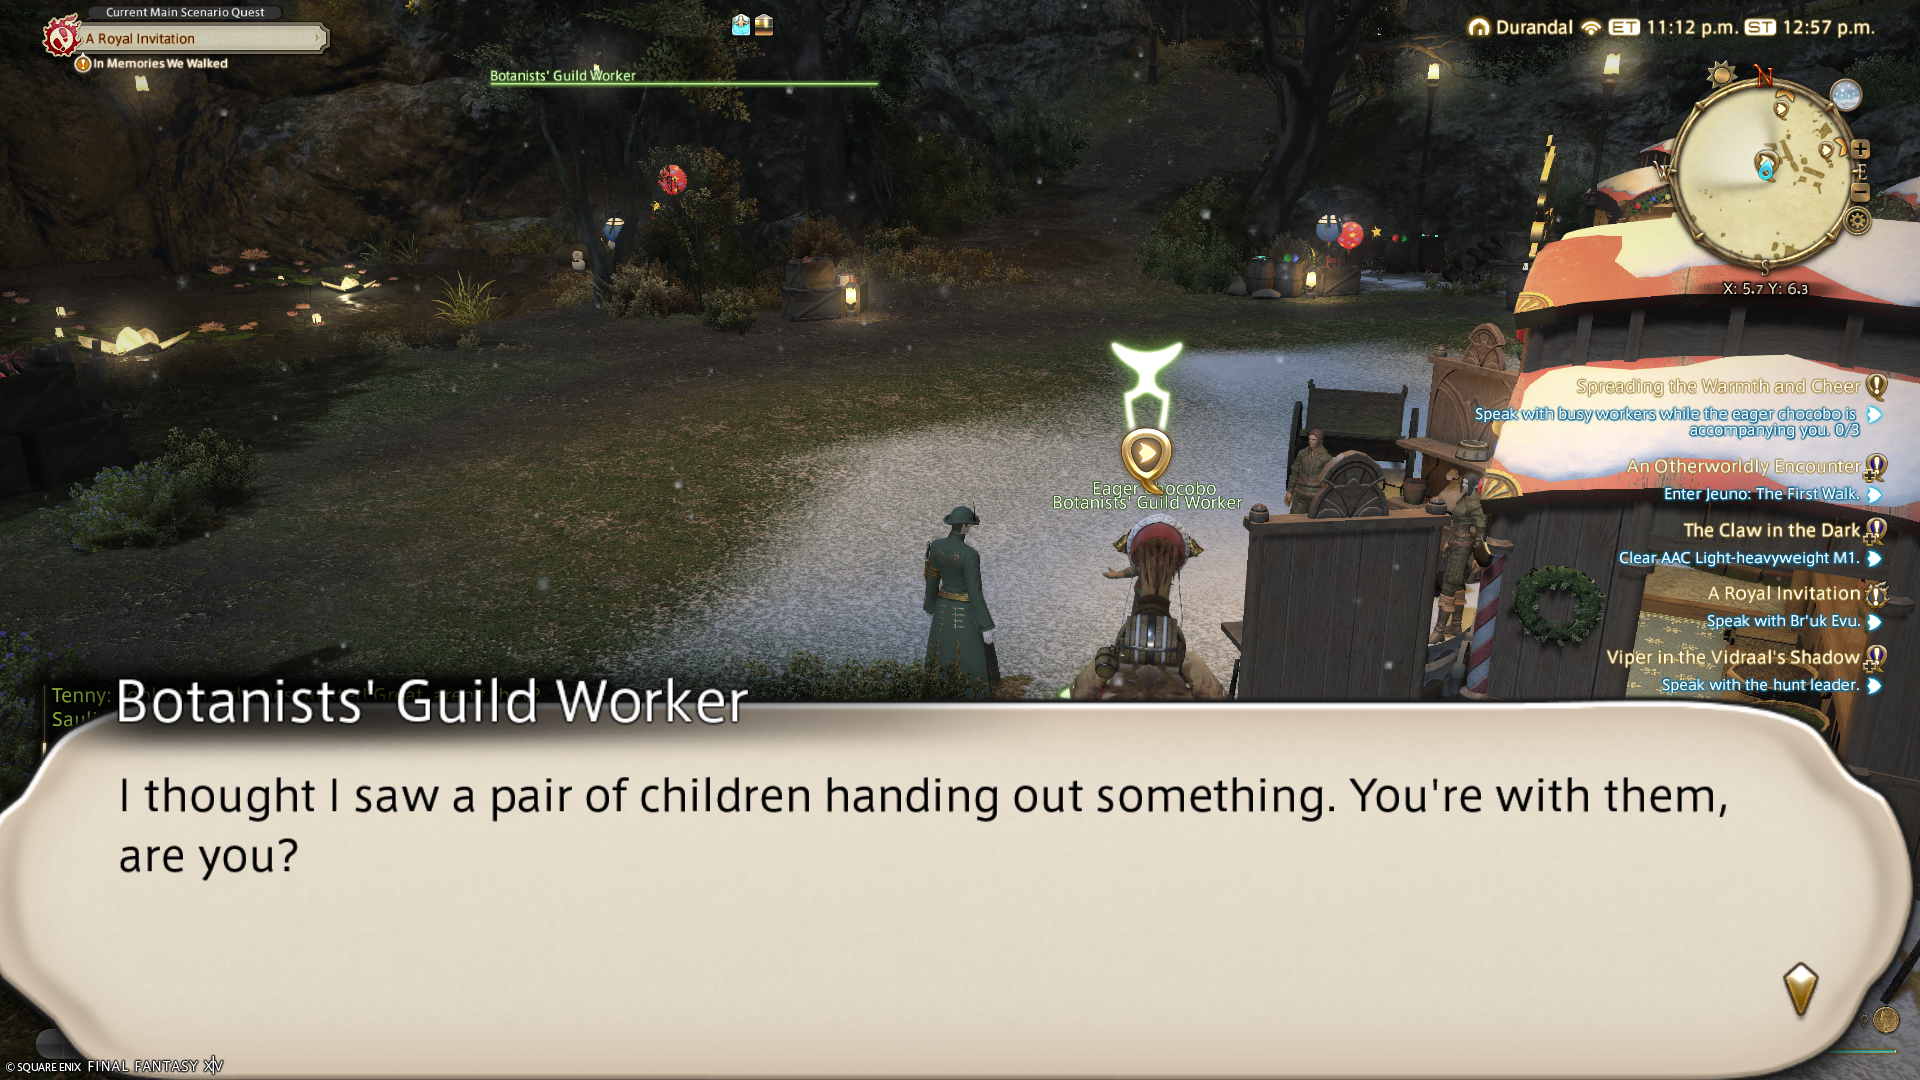 Current Main Scenario Quest
A Royal Invitation
In Memories We Walked
Botanists' Guild Worker
Durandal ET 11:12 p.m. ST 12:57 p.m.
N
W
E
S
X: 5.7 Y: 6.3
Spreading the Warmth and Cheer
Speak with busy workers while the eager chocobo is
accompanying you. 0/3
An Otherworldly Encounter
Enter Jeuno: The First Walk.
The Claw in the Dark
Clear AAC Light-heavyweight M1.
A Royal Invitation
Speak with Br'uk Evu.
Viper in the Vidraal's Shadow
Speak with the hunt leader.
Eager Chocobo
Botanists' Guild Worker
Tenny:
Botanists' Guild Worker
I thought I saw a pair of children handing out something. You're with them,
are you?
© SQUARE ENIX FINAL FANTASY XIV